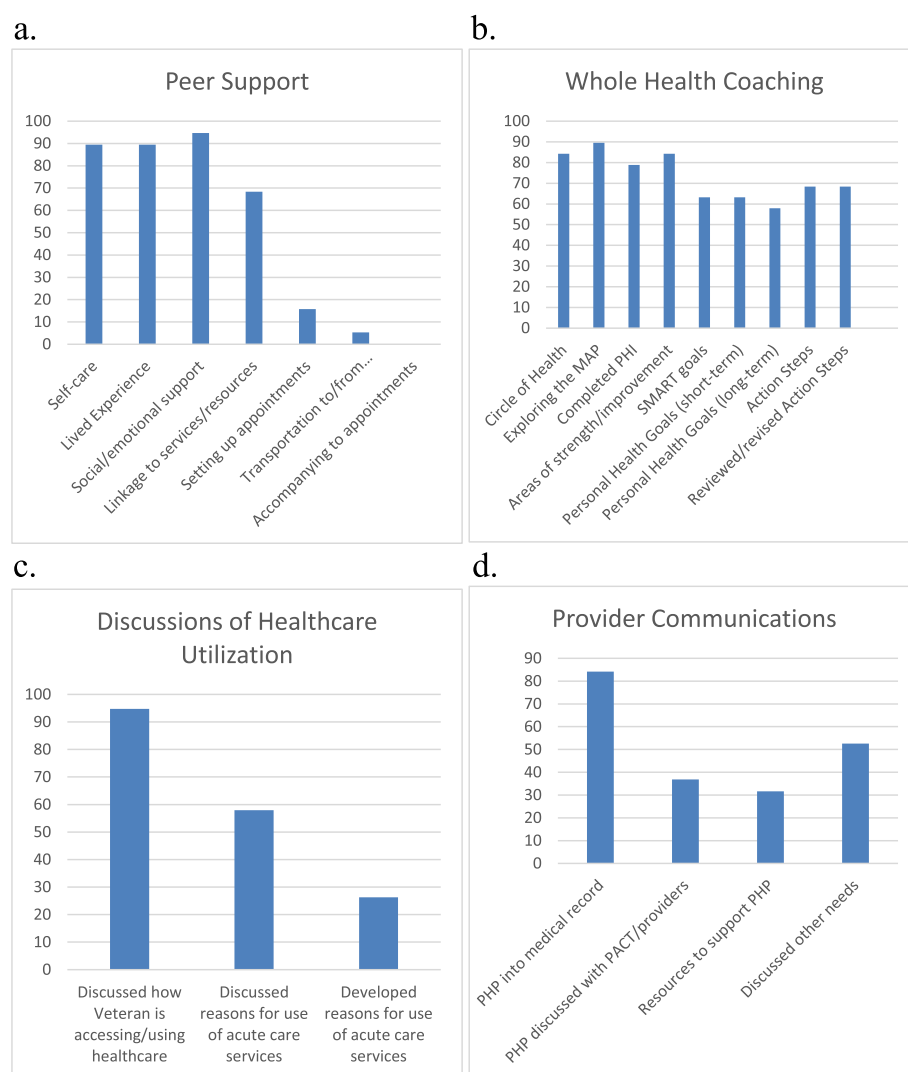 a.
Peer Support
100
90
80
70
60
50
40
30
20
10
0
Self-care
Lived Experience
Social/emotional support
Linkage to services/resources
Setting up appointments
Transportation to/from...
Accompanying to appointments
b.
Whole Health Coaching
100
90
80
70
60
50
40
30
20
10
0
Circle of Health
Exploring the MAP
Completed PHI
Areas of strength/improvement
SMART goals
Personal Health Goals (short-term)
Personal Health Goals (long-term)
Action Steps
Reviewed/revised Action Steps
c.
Discussions of Healthcare
Utilization
100
90
80
70
60
50
40
30
20
10
0
Discussed how
Veteran is
accessing/using
healthcare
Discussed
reasons for use
of acute care
services
Developed
reasons for use
of acute care
services
d.
Provider Communications
90
80
70
60
50
40
30
20
10
0
PHP into medical record
PHP discussed with PACT/providers
Resources to support PHP
Discussed other needs